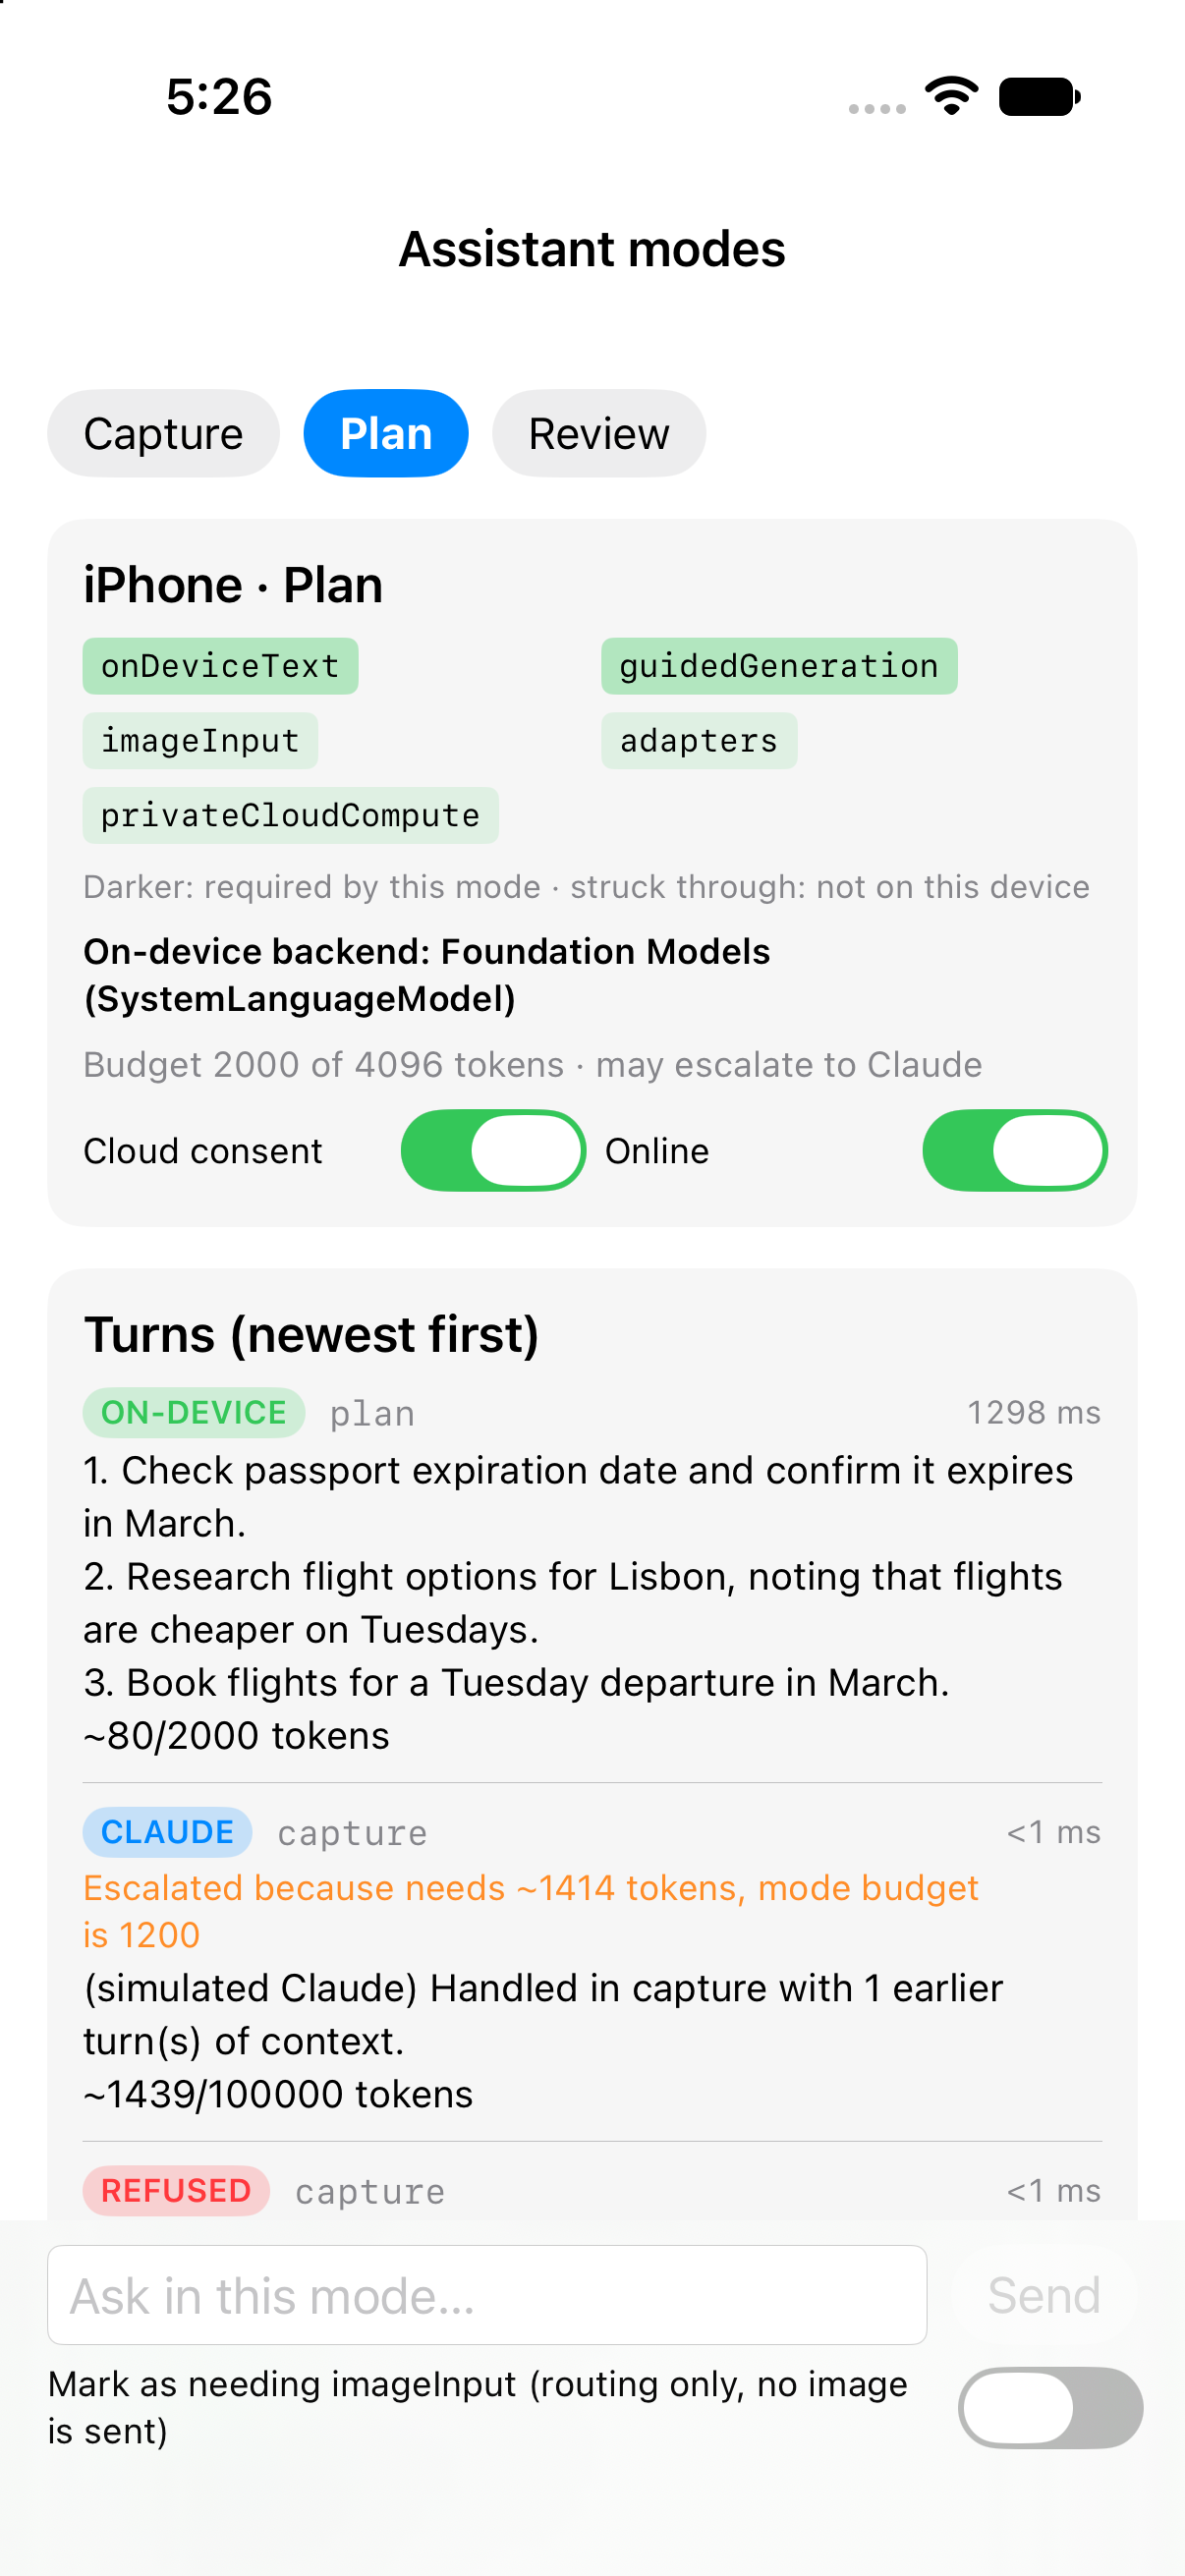 5:26
Assistant modes
Capture
Plan
Review
iPhone · Plan
onDeviceText
guidedGeneration
imageInput
adapters
privateCloudCompute
Darker: required by this mode · struck through: not on this device
On-device backend: Foundation Models
(SystemLanguageModel)
Budget 2000 of 4096 tokens · may escalate to Claude
Cloud consent
Online
Turns (newest first)
ON-DEVICE plan 1298 ms
1. Check passport expiration date and confirm it expires
in March.
2. Research flight options for Lisbon, noting that flights
are cheaper on Tuesdays.
3. Book flights for a Tuesday departure in March.
~80/2000 tokens
CLAUDE capture <1 ms
Escalated because needs ~1414 tokens, mode budget
is 1200
(simulated Claude) Handled in capture with 1 earlier
turn(s) of context.
~1439/100000 tokens
REFUSED capture <1 ms
Ask in this mode...
Send
Mark as needing imageInput (routing only, no image
is sent)